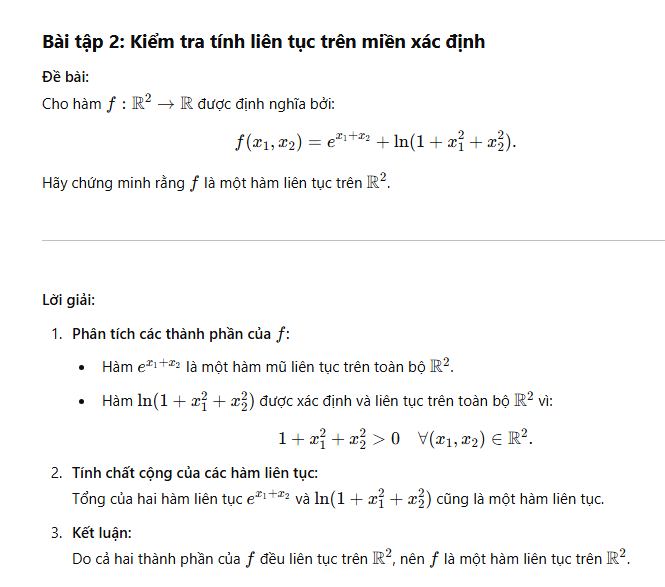 Bài tập 2: Kiểm tra tính liên tục trên miền xác định
Đề bài:
Cho hàm f : ℝ² → ℝ được định nghĩa bởi:
f(x₁, x₂) = e^{x₁+x₂} + ln(1 + x₁² + x₂²).
Hãy chứng minh rằng f là một hàm liên tục trên ℝ².
Lời giải:
1. Phân tích các thành phần của f:
• Hàm e^{x₁+x₂} là một hàm mũ liên tục trên toàn bộ ℝ².
• Hàm ln(1 + x₁² + x₂²) được xác định và liên tục trên toàn bộ ℝ² vì:
1 + x₁² + x₂² > 0 ∀(x₁, x₂) ∈ ℝ².
2. Tính chất cộng của các hàm liên tục:
Tổng của hai hàm liên tục e^{x₁+x₂} và ln(1 + x₁² + x₂²) cũng là một hàm liên tục.
3. Kết luận:
Do cả hai thành phần của f đều liên tục trên ℝ², nên f là một hàm liên tục trên ℝ².